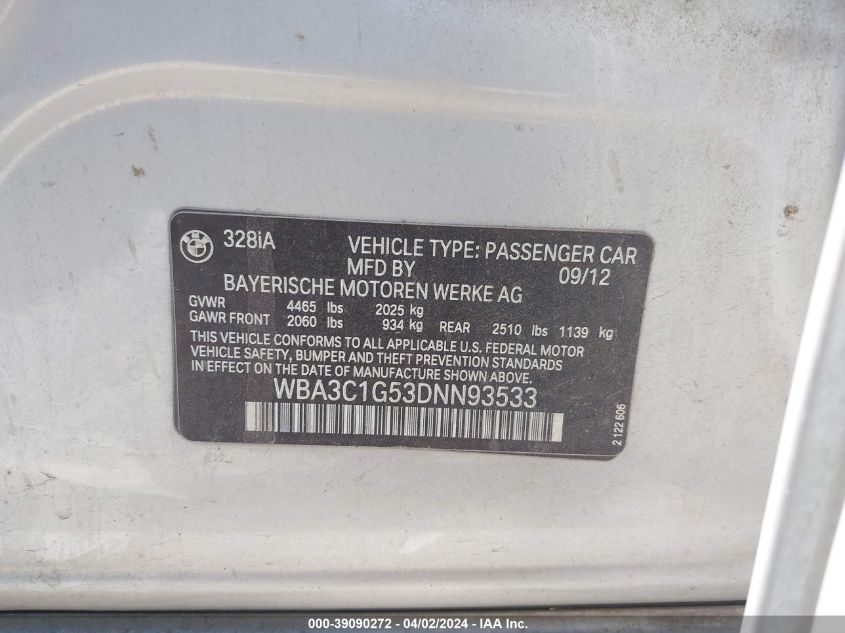 328iA VEHICLE TYPE: PASSENGER CAR
MFD BY 09/12
BAYERISCHE MOTOREN WERKE AG
GVWR 4465 lbs 2025 kg
GAWR FRONT 2060 lbs 934 kg REAR 2510 lbs 1139 kg
THIS VEHICLE CONFORMS TO ALL APPLICABLE U.S. FEDERAL MOTOR
VEHICLE SAFETY, BUMPER AND THEFT PREVENTION STANDARDS
IN EFFECT ON THE DATE OF MANUFACTURE SHOWN ABOVE.
WBA3C1G53DNN93533
2 122 606
000-39090272 - 04/02/2024 - © COPYRIGHT IAA, LLC.